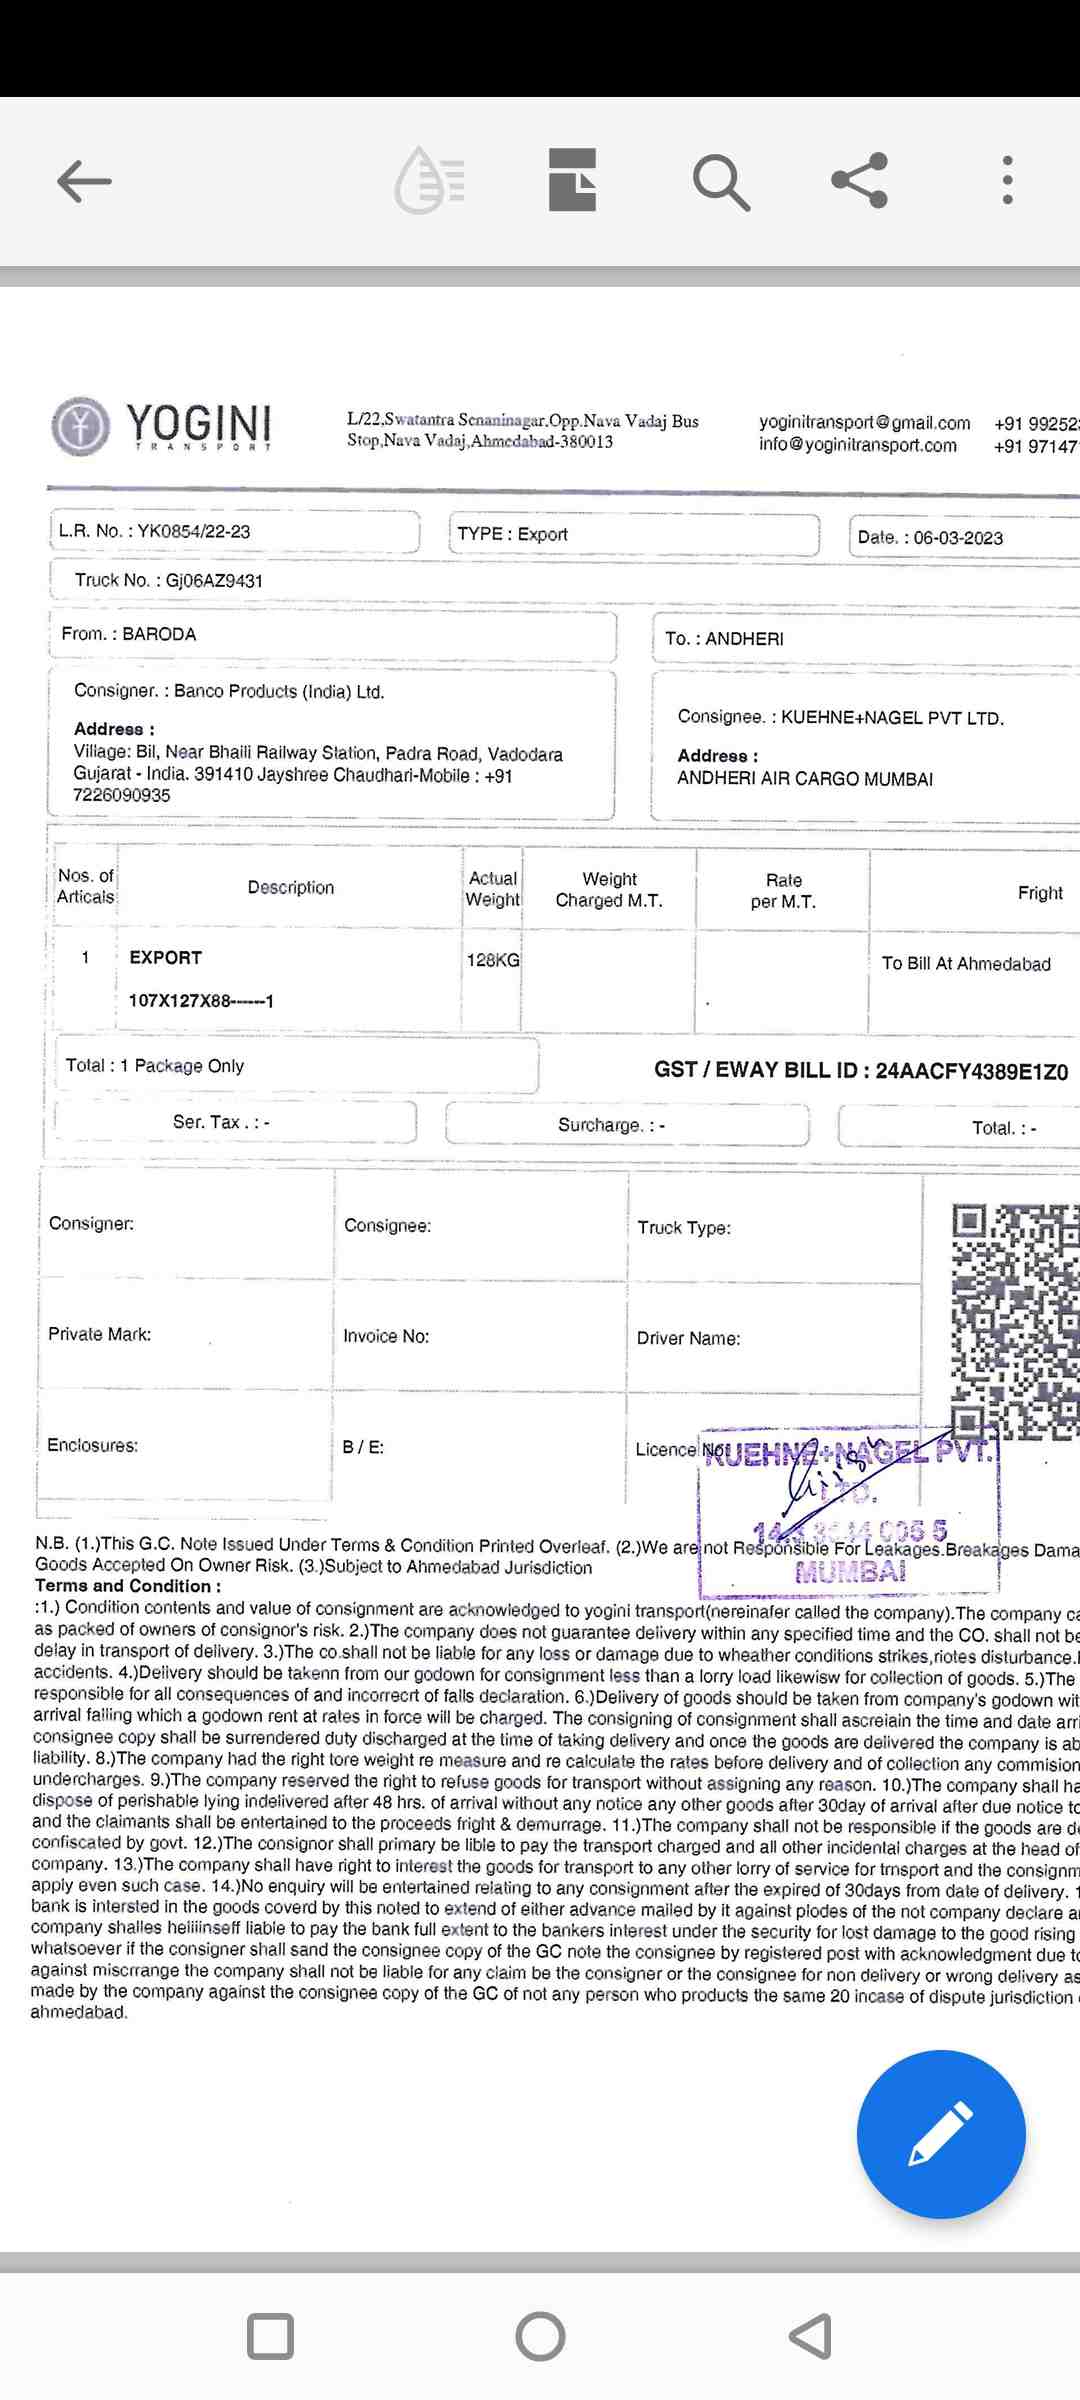 YOGINI
TRANSPORT
L/22,Swatantra Senaninagar,Opp.Nava Vadaj Bus
Stop,Nava Vadaj,Ahmedabad-380013
yoginitransport@gmail.com
info@yoginitransport.com
+91 99252
+91 97147
L.R. No. : YK0854/22-23
TYPE : Export
Date. : 06-03-2023
Truck No. : Gj06AZ9431
From. : BARODA
To. : ANDHERI
Consigner. : Banco Products (India) Ltd.
Address :
Village: Bil, Near Bhaili Railway Station, Padra Road, Vadodara
Gujarat - India. 391410 Jayshree Chaudhari-Mobile : +91
7226090935
Consignee. : KUEHNE+NAGEL PVT LTD.
Address :
ANDHERI AIR CARGO MUMBAI
Nos. of
Articals
Description
Actual
Weight
Weight
Charged M.T.
Rate
per M.T.
Fright
1
EXPORT
128KG
To Bill At Ahmedabad
107X127X88------1
Total : 1 Package Only
GST / EWAY BILL ID : 24AACFY4389E1Z0
Ser. Tax . : -
Surcharge. : -
Total. : -
Consigner:
Consignee:
Truck Type:
Private Mark:
Invoice No:
Driver Name:
Enclosures:
B / E:
Licence No:
KUEHNE+NAGEL PVT.
LTD.
MUMBAI
N.B. (1.)This G.C. Note Issued Under Terms & Condition Printed Overleaf. (2.)We are not Responsible For Leakages.Breakages Dama
Goods Accepted On Owner Risk. (3.)Subject to Ahmedabad Jurisdiction
Terms and Condition :
:1.) Condition contents and value of consignment are acknowledged to yogini transport(nereinafer called the company).The company ca
as packed of owners of consignor's risk. 2.)The company does not guarantee delivery within any specified time and the CO. shall not be
delay in transport of delivery. 3.)The co.shall not be liable for any loss or damage due to wheather conditions strikes,riotes disturbance.
accidents. 4.)Delivery should be takenn from our godown for consignment less than a lorry load likewisw for collection of goods. 5.)The
responsible for all consequences of and incorrecrt of falls declaration. 6.)Delivery of goods should be taken from company's godown wit
arrival failing which a godown rent at rates in force will be charged. The consigning of consignment shall ascreiain the time and date arri
consignee copy shall be surrendered duty discharged at the time of taking delivery and once the goods are delivered the company is ab
liability. 8.)The company had the right tore weight re measure and re calculate the rates before delivery and of collection any commision
undercharges. 9.)The company reserved the right to refuse goods for transport without assigning any reason. 10.)The company shall ha
dispose of perishable lying indelivered after 48 hrs. of arrival without any notice any other goods after 30day of arrival after due notice to
and the claimants shall be entertained to the proceeds fright & demurrage. 11.)The company shall not be responsible if the goods are de
confiscated by govt. 12.)The consignor shall primary be lible to pay the transport charged and all other incidental charges at the head of
company. 13.)The company shall have right to interest the goods for transport to any other lorry of service for trnsport and the consignm
apply even such case. 14.)No enquiry will be entertained relating to any consignment after the expired of 30days from date of delivery. 1
bank is intersted in the goods coverd by this noted to extend of either advance mailed by it against plodes of the not company declare a
company shalles heliiinseff liable to pay the bank full extent to the bankers interest under the security for lost damage to the good rising
whatsoever if the consigner shall sand the consignee copy of the GC note the consignee by registered post with acknowledgment due to
against miscrrange the company shall not be liable for any claim be the consigner or the consignee for non delivery or wrong delivery as
made by the company against the consignee copy of the GC of not any person who products the same 20 incase of dispute jurisdiction
ahmedabad.